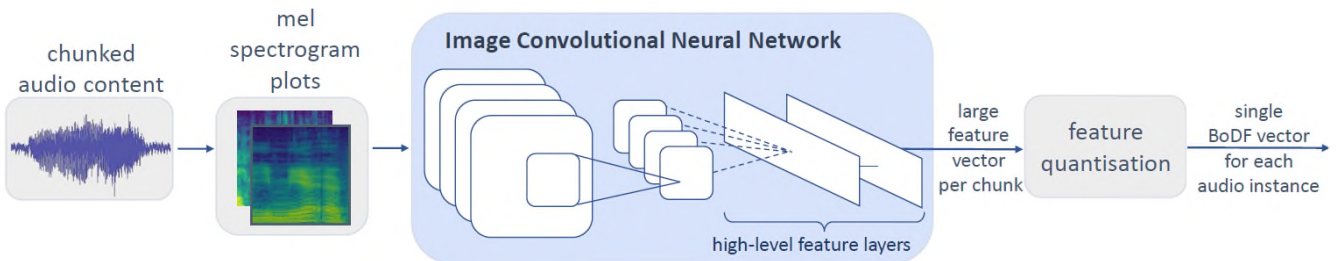 chunked
audio content
mel
spectrogram
plots
Image Convolutional Neural Network
high-level feature layers
large
feature
vector
per chunk
feature
quantisation
single
BoDF vector
for each
audio instance